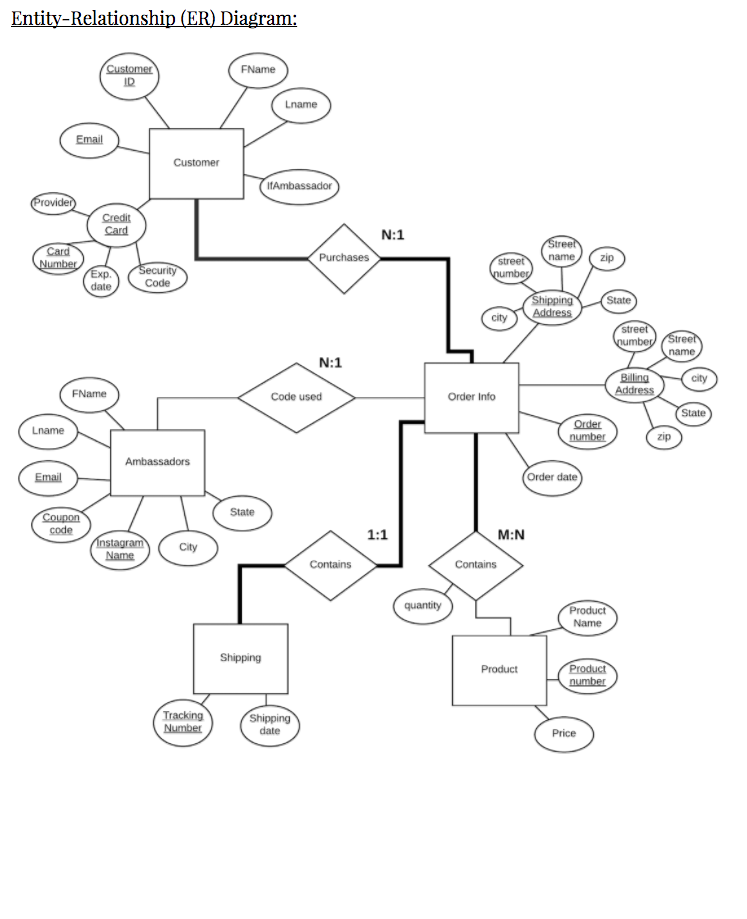 Entity-Relationship (ER) Diagram:
Customer
ID
FName
Lname
Email
Customer
IfAmbassador
Provider
Credit
Card
Card
Number
Exp.
date
Security
Code
N:1
Purchases
Street
name
zip
street
number
Shipping
Address
State
city
street
number
Street
name
Billing
Address
city
State
zip
N:1
Code used
Order Info
Order
number
Order date
FName
Lname
Ambassadors
Email
Coupon
code
Instagram
Name
City
State
1:1
Contains
M:N
Contains
quantity
Shipping
Tracking
Number
Shipping
date
Product
Name
Product
Product
number
Price